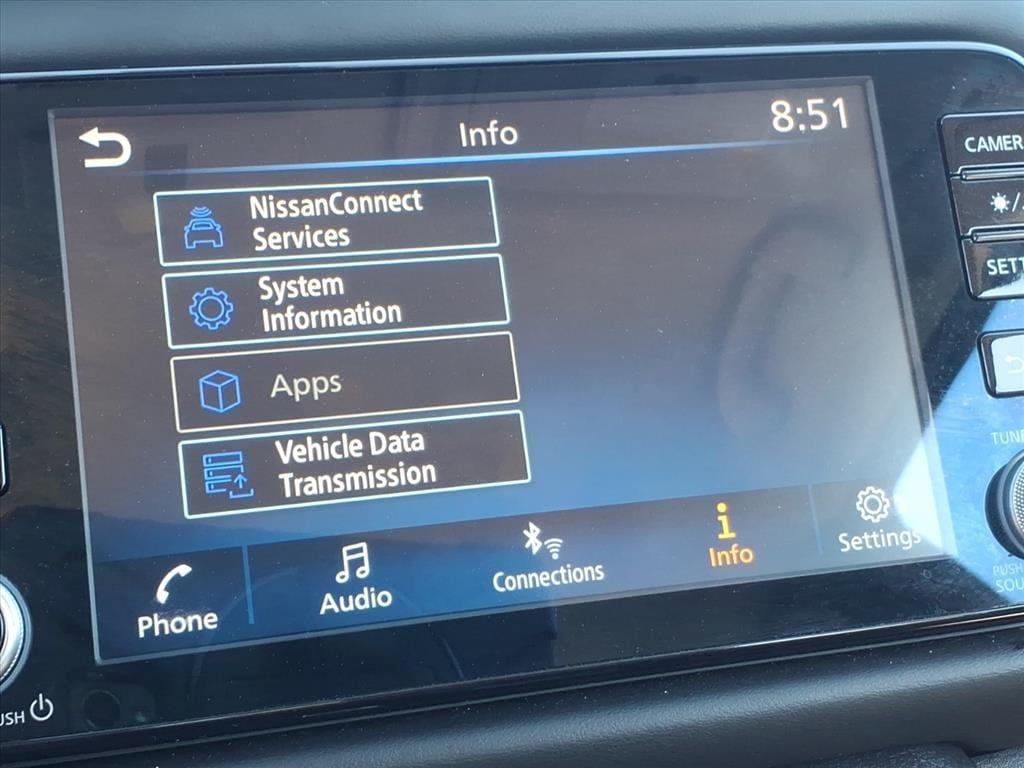 Info
8:51
NissanConnect
Services
System
Information
Apps
Vehicle Data
Transmission
Phone
Audio
Connections
Info
Settings
CAMER
SETT
TUNE
PUSH
SOU
USH